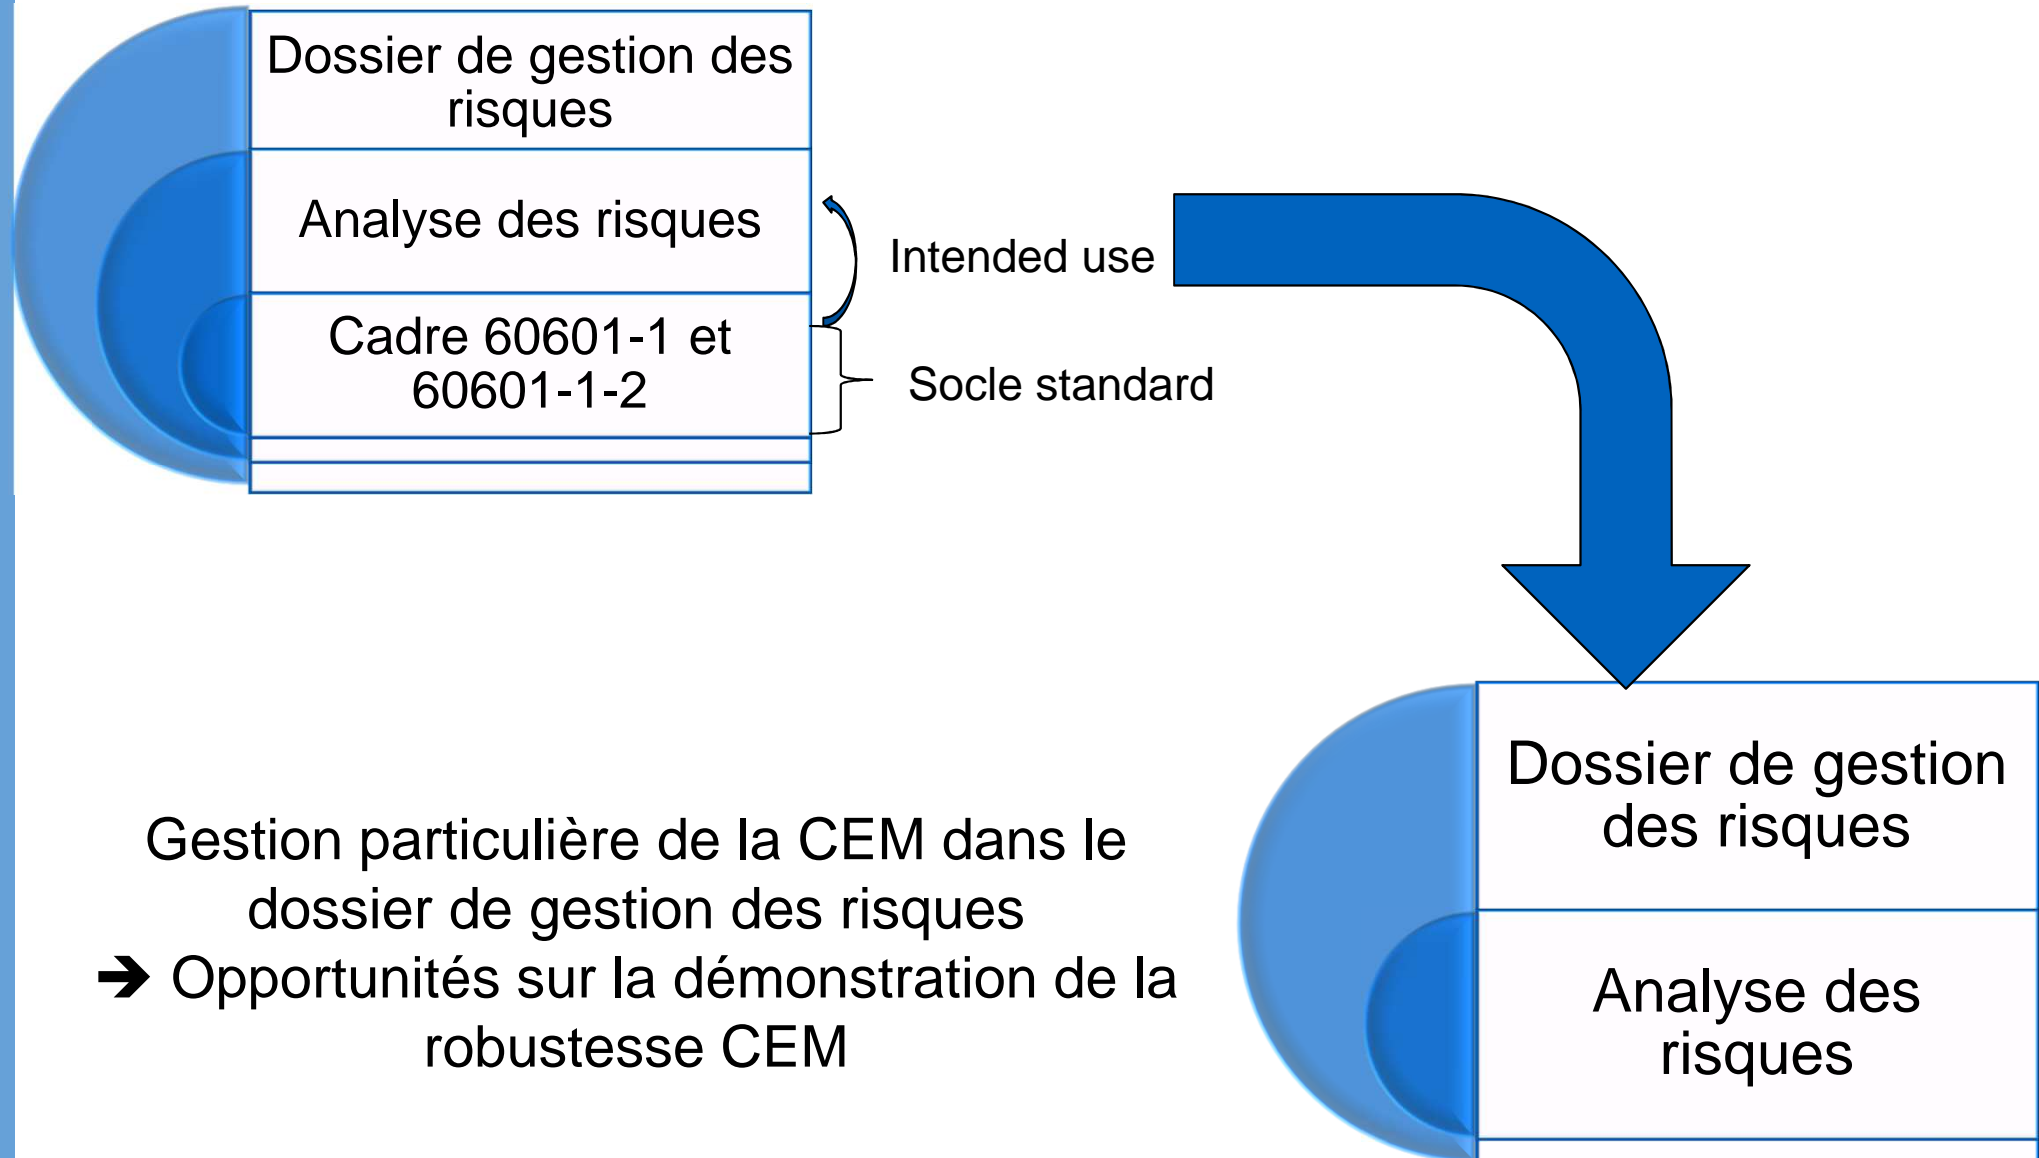 Dossier de gestion des
risques
Analyse des risques
Cadre 60601-1 et
60601-1-2
Intended use
Socle standard
Gestion particulière de la CEM dans le
dossier de gestion des risques
➔ Opportunités sur la démonstration de la
robustesse CEM
Dossier de gestion
des risques
Analyse des
risques